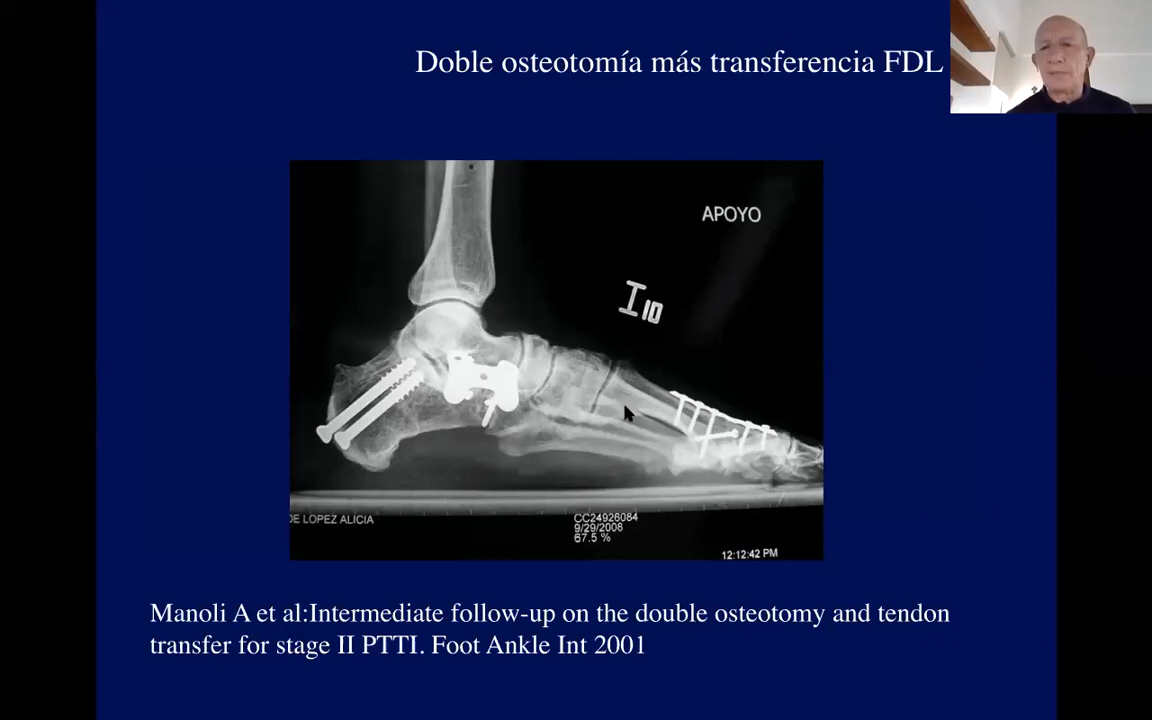 Doble osteotomía más transferencia FDL
APOYO
I10
DE LOPEZ ALICIA
CC24926084
9/29/2008
67.5 %
12:12:42 PM
Manoli A et al:Intermediate follow-up on the double osteotomy and tendon
transfer for stage II PTTI. Foot Ankle Int 2001